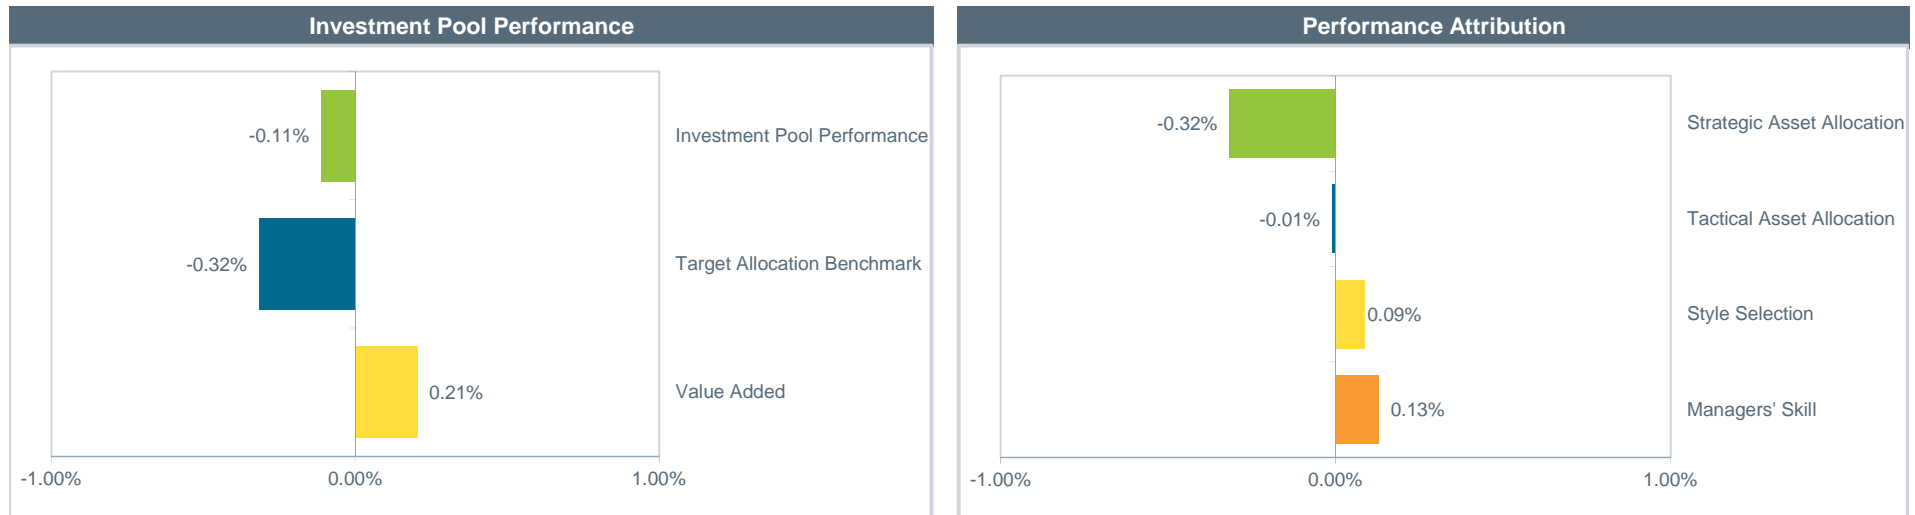 Investment Pool Performance
-0.11%
Investment Pool Performance
-0.32%
Target Allocation Benchmark
0.21%
Value Added
-1.00%
0.00%
1.00%
Performance Attribution
-0.32%
Strategic Asset Allocation
-0.01%
Tactical Asset Allocation
0.09%
Style Selection
0.13%
Managers' Skill
-1.00%
0.00%
1.00%